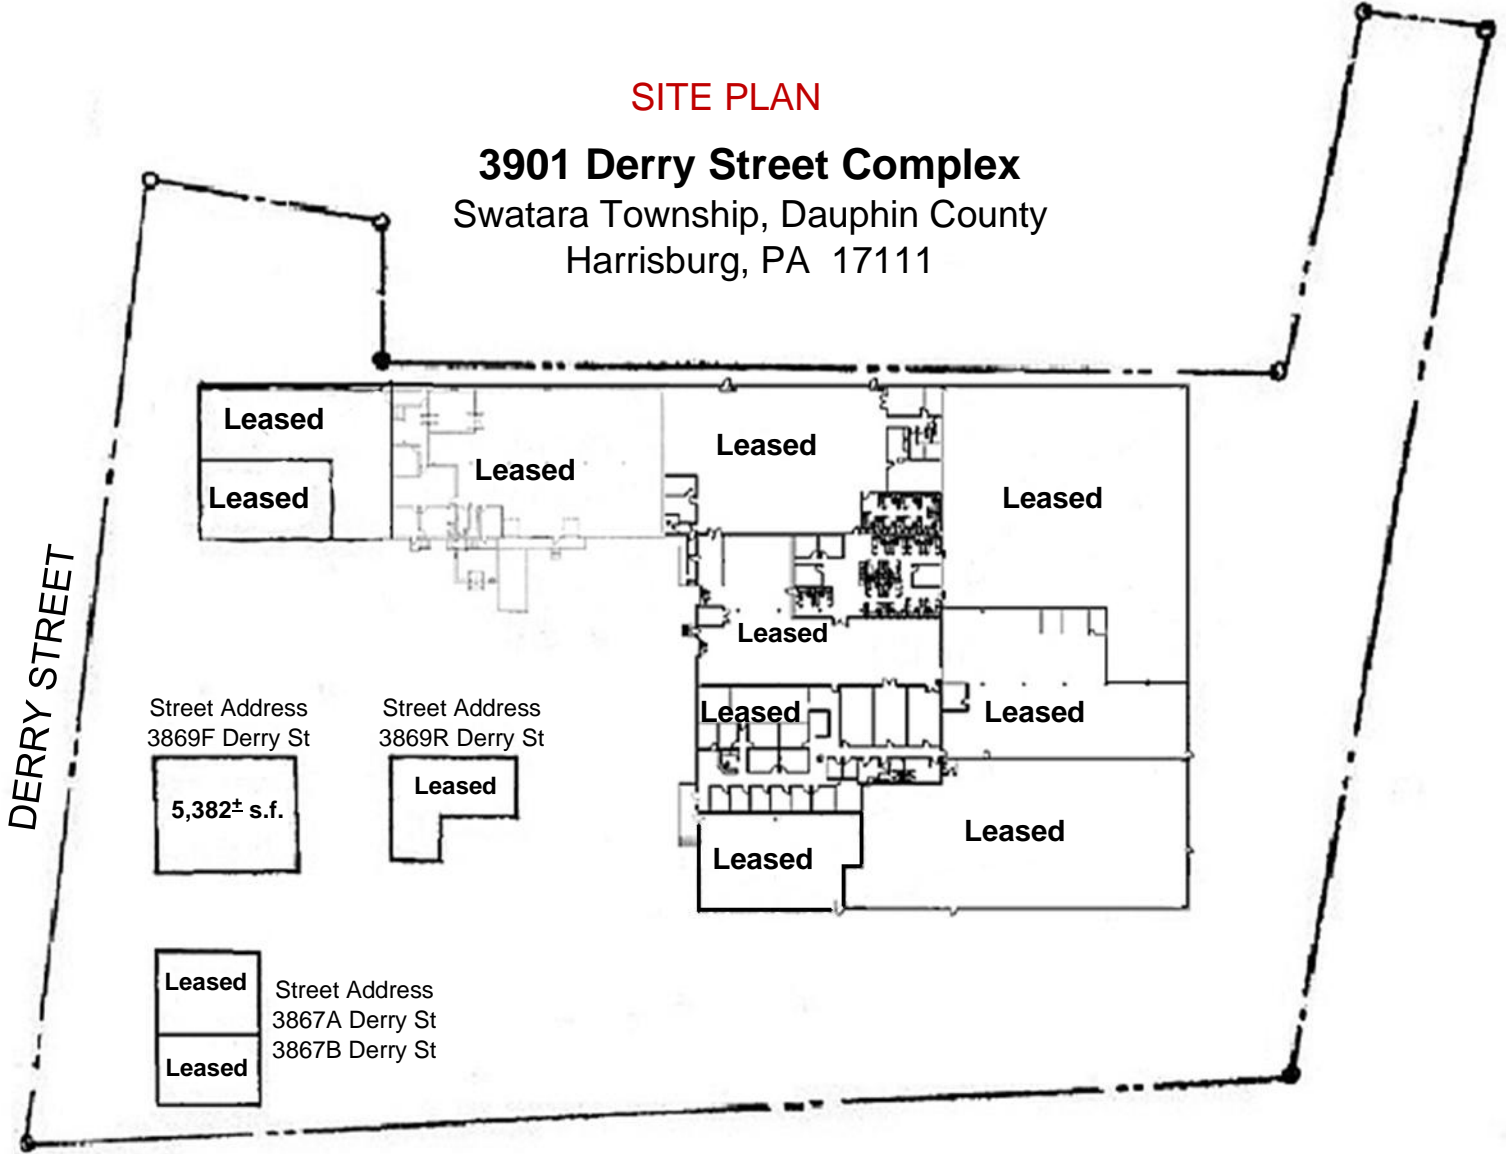 SITE PLAN
3901 Derry Street Complex
Swatara Township, Dauphin County
Harrisburg, PA 17111
Leased
Leased
Leased
Leased
Leased
Leased
Leased
Leased
Leased
Leased
DERRY STREET
Street Address
3869F Derry St
5,382± s.f.
Street Address
3869R Derry St
Leased
Leased
Leased
Street Address
3867A Derry St
3867B Derry St